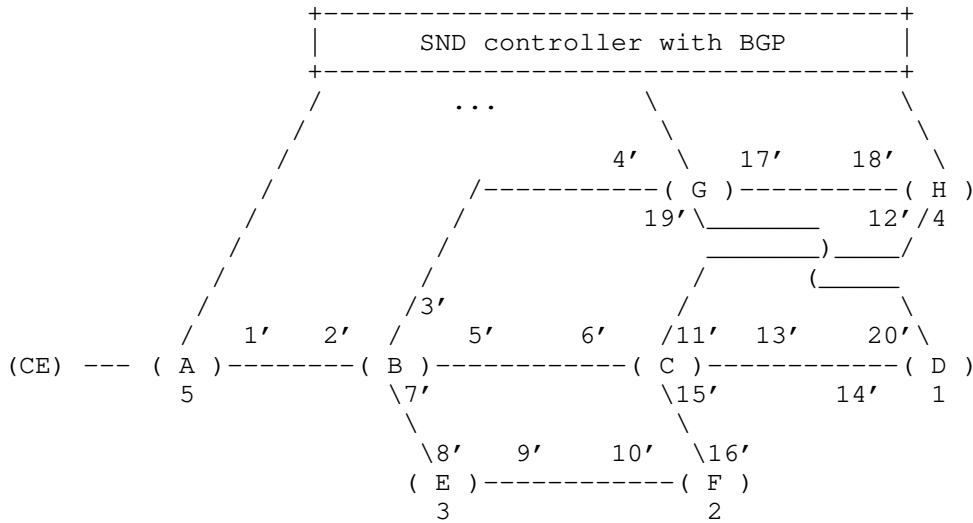 SND controller with BGP
...
4' 17' 18'
( G ) ( H )
19' 12' 4
)
(
3'
1' 2' 5' 6' 11' 13' 20'
(CE) --- ( A ) ( B ) ( C ) ( D )
5 7' 15' 14' 1
8' 9' 10' 16'
( E ) ( F )
3 2